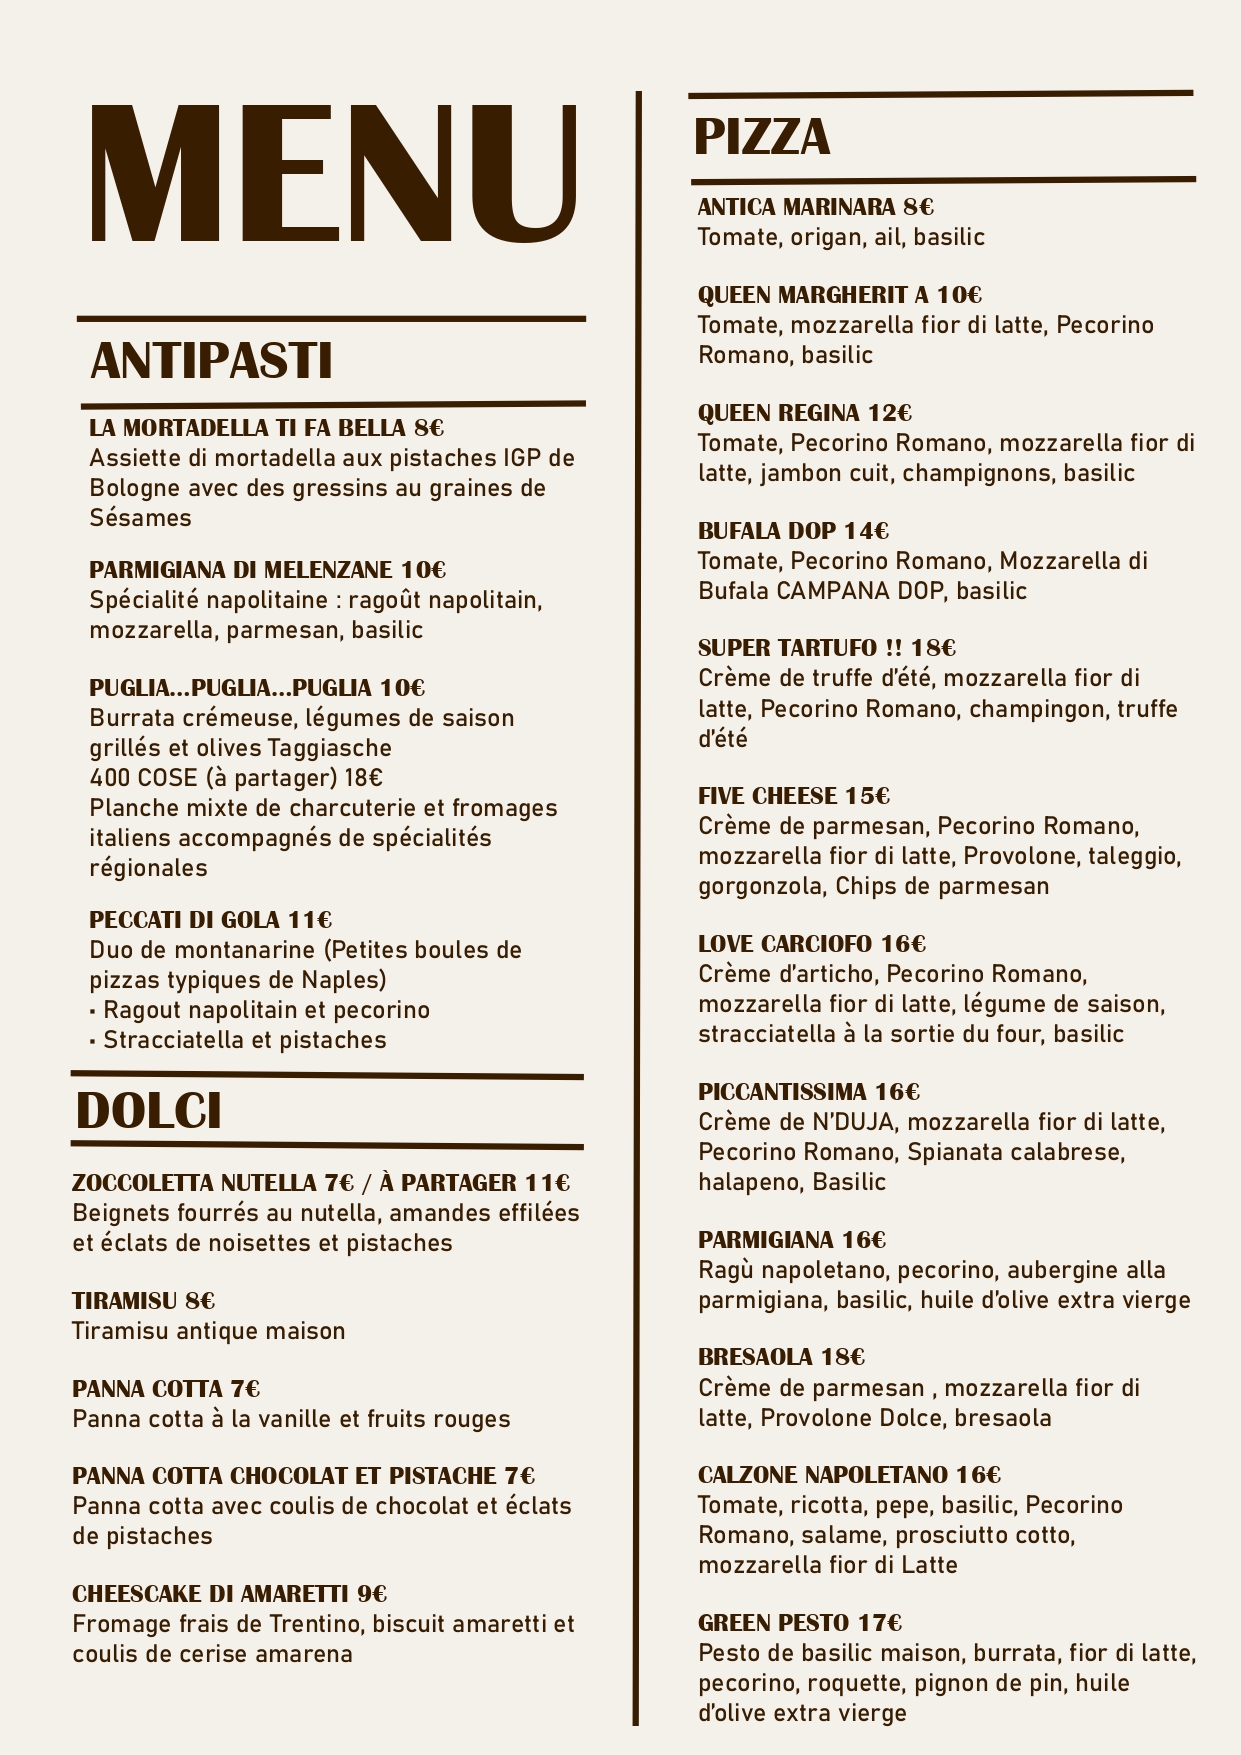 MENU
ANTIPASTI
LA MORTADELLA TI FA BELLA 8€
Assiette di mortadella aux pistaches IGP de
Bologne avec des gressins au graines de
Sésames
PARMIGIANA DI MELENZANE 10€
Spécialité napolitaine : ragoût napolitain,
mozzarella, parmesan, basilic
PUGLIA...PUGLIA...PUGLIA 10€
Burrata crémeuse, légumes de saison
grillés et olives Taggiasche
400 COSE (à partager) 18€
Planche mixte de charcuterie et fromages
italiens accompagnés de spécialités
régionales
PECCATI DI GOLA 11€
Duo de montanarine (Petites boules de
pizzas typiques de Naples)
• Ragout napolitain et pecorino
• Stracciatella et pistaches
DOLCI
ZOCCOLETTA NUTELLA 7€ / À PARTAGER 11€
Beignets fourrés au nutella, amandes effilées
et éclats de noisettes et pistaches
TIRAMISU 8€
Tiramisu antique maison
PANNA COTTA 7€
Panna cotta à la vanille et fruits rouges
PANNA COTTA CHOCOLAT ET PISTACHE 7€
Panna cotta avec coulis de chocolat et éclats
de pistaches
CHEESCAKE DI AMARETTI 9€
Fromage frais de Trentino, biscuit amaretti et
coulis de cerise amarena
PIZZA
ANTICA MARINARA 8€
Tomate, origan, ail, basilic
QUEEN MARGHERIT A 10€
Tomate, mozzarella fior di latte, Pecorino
Romano, basilic
QUEEN REGINA 12€
Tomate, Pecorino Romano, mozzarella fior di
latte, jambon cuit, champignons, basilic
BUFALA DOP 14€
Tomate, Pecorino Romano, Mozzarella di
Bufala CAMPANA DOP, basilic
SUPER TARTUFO !! 18€
Crème de truffe d'été, mozzarella fior di
latte, Pecorino Romano, champingon, truffe
d'été
FIVE CHEESE 15€
Crème de parmesan, Pecorino Romano,
mozzarella fior di latte, Provolone, taleggio,
gorgonzola, Chips de parmesan
LOVE CARCIOFO 16€
Crème d'articho, Pecorino Romano,
mozzarella fior di latte, légume de saison,
stracciatella à la sortie du four, basilic
PICCANTISSIMA 16€
Crème de N'DUJA, mozzarella fior di latte,
Pecorino Romano, Spianata calabrese,
halapeno, Basilic
PARMIGIANA 16€
Ragù napoletano, pecorino, aubergine alla
parmigiana, basilic, huile d'olive extra vierge
BRESAOLA 18€
Crème de parmesan , mozzarella fior di
latte, Provolone Dolce, bresaola
CALZONE NAPOLETANO 16€
Tomate, ricotta, pepe, basilic, Pecorino
Romano, salame, prosciutto cotto,
mozzarella fior di Latte
GREEN PESTO 17€
Pesto de basilic maison, burrata, fior di latte,
pecorino, roquette, pignon de pin, huile
d'olive extra vierge